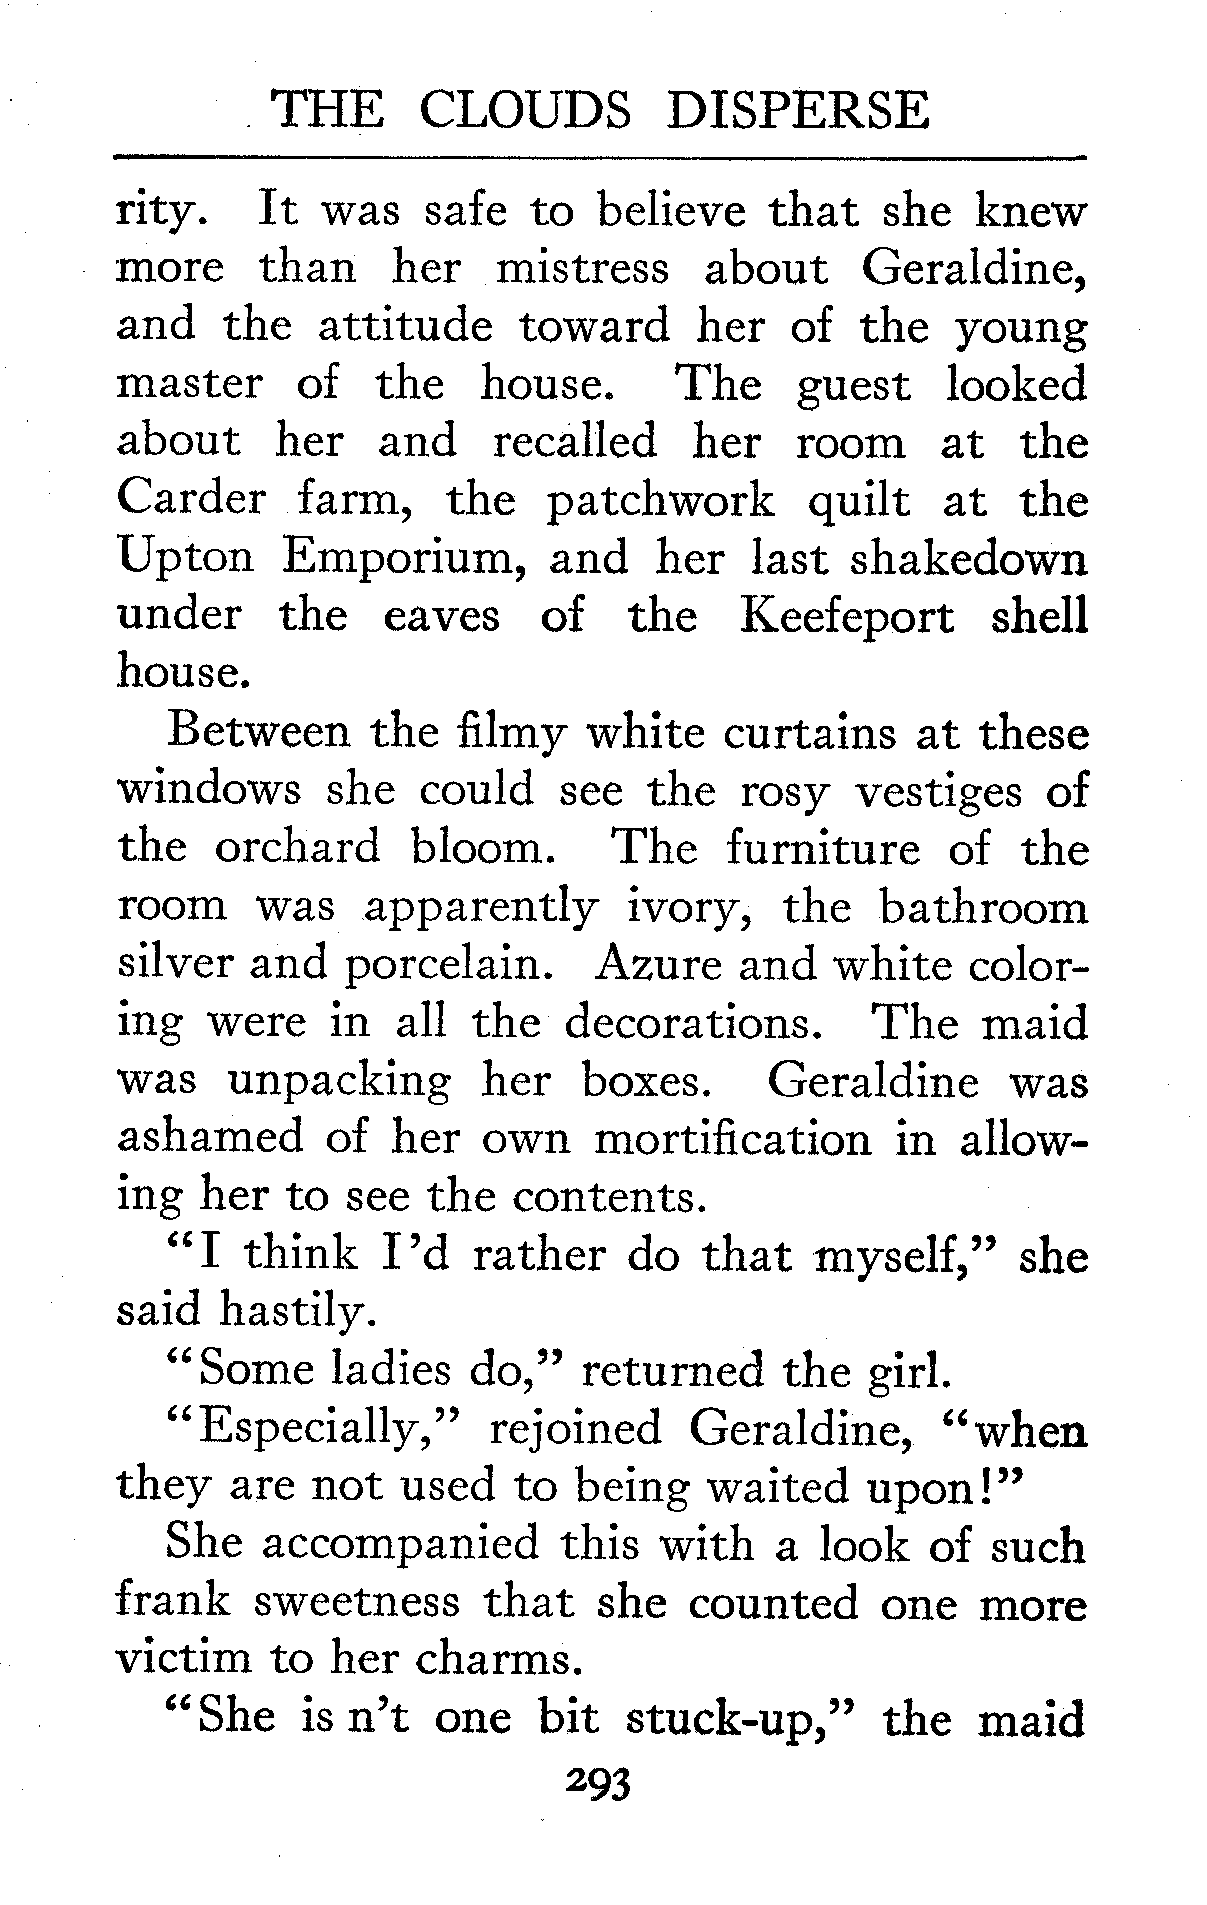 THE CLOUDS DISPERSE
rity. It was safe to believe that she knew
more than her mistress about Geraldine,
and the attitude toward her of the young
master of the house. The guest looked
about her and recalled her room at the
Carder farm, the patchwork quilt at the
Upton Emporium, and her last shakedown
under the eaves of the Keefeport shell
house.
Between the filmy white curtains at these
windows she could see the rosy vestiges of
the orchard bloom. The furniture of the
room was apparently ivory, the bathroom
silver and porcelain. Azure and white color-
ing were in all the decorations. The maid
was unpacking her boxes. Geraldine was
ashamed of her own mortification in allow-
ing her to see the contents.
“I think I’d rather do that myself,” she
said hastily.
“Some ladies do,” returned the girl.
“Especially,” rejoined Geraldine, “when
they are not used to being waited upon!”
She accompanied this with a look of such
frank sweetness that she counted one more
victim to her charms.
“She is n’t one bit stuck-up,” the maid
293